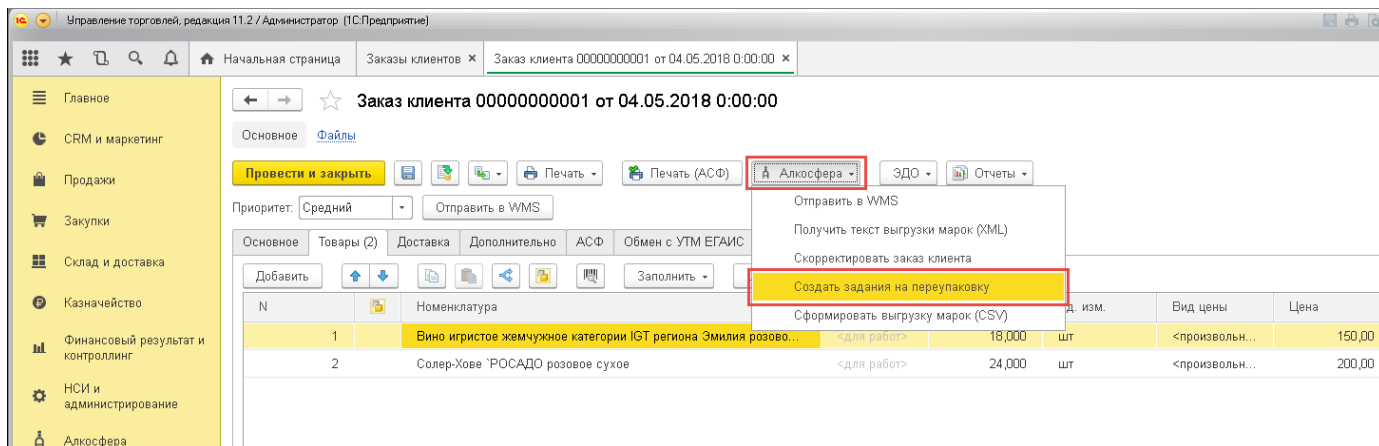 Управление торговлей, редакция 11.2 / Администратор (1С:Предприятие)
Начальная страница
Заказы клиентов ×
Заказ клиента 00000000001 от 04.05.2018 0:00:00 ×
Главное
CRM и маркетинг
Продажи
Закупки
Склад и доставка
Казначейство
Финансовый результат и
контроллинг
НСИ и
администрирование
Алкосфера
Заказ клиента 00000000001 от 04.05.2018 0:00:00
Основное Файлы
Провести и закрыть Печать Печать (АСФ) Алкосфера ЭДО Отчеты
Приоритет: Средний Отправить в WMS
Основное Товары (2) Доставка Дополнительно АСФ Обмен с УТМ ЕГАИС
Добавить Заполнить
Отправить в WMS
Получить текст выгрузки марок (XML)
Скорректировать заказ клиента
Создать задания на переупаковку
Сформировать выгрузку марок (CSV)
N Номенклатура д. изм. Вид цены Цена
1 Вино игристое жемчужное категории IGT региона Эмилия розово... <для работ> 18,000 шт <произвольн... 150,00
2 Солер-Хове `РОСАДО розовое сухое <для работ> 24,000 шт <произвольн... 200,00